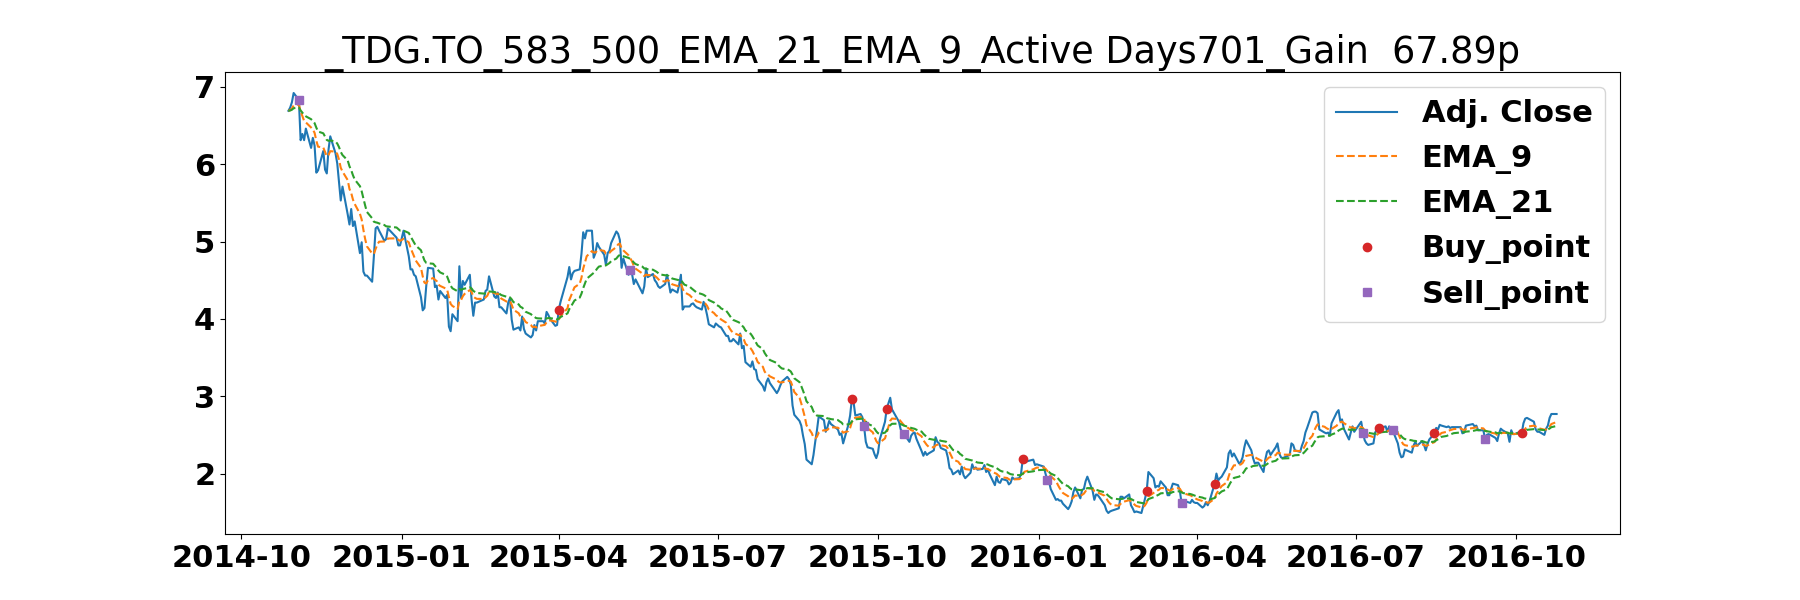 _TDG.TO_583_500_EMA_21_EMA_9_Active Days701_Gain  67.89p
7
6
5
4
3
2
Adj. Close
EMA_9
EMA_21
Buy_point
Sell_point
2014-10 2015-01 2015-04 2015-07 2015-10 2016-01 2016-04 2016-07 2016-10